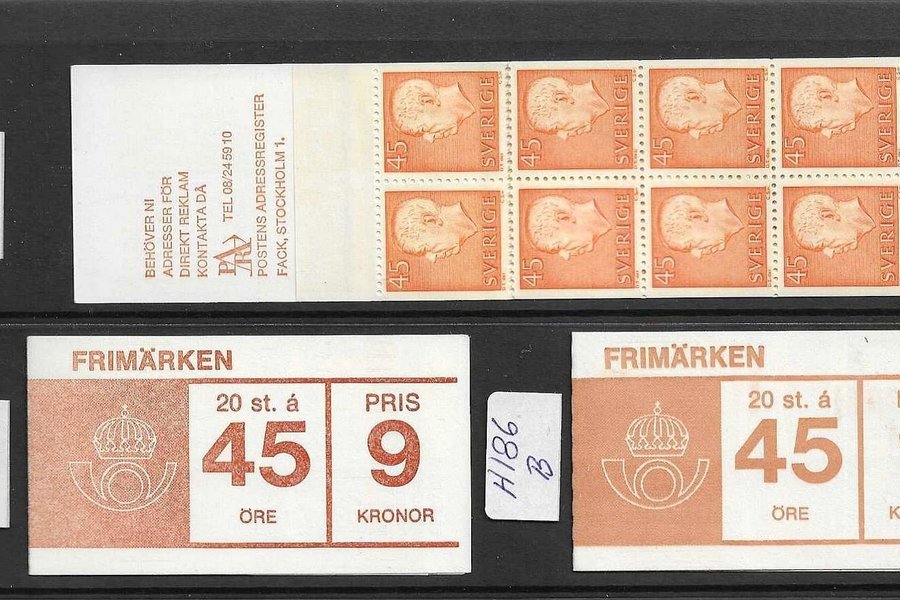 BEHÖVER NI
ADRESSER FÖR
DIREKT REKLAM
KONTAKTA DÅ
PAR TEL 08/24 59 10
POSTENS ADRESSREGISTER
FACK, STOCKHOLM 1.
45 SVERIGE
45 SVERIGE
45 SVERIGE
45 SVERIGE
45 SVERIGE
45 SVERIGE
45 SVERIGE
45 SVERIGE
FRIMÄRKEN
20 st. á
45
ÖRE
PRIS
9
KRONOR
H186
B
FRIMÄRKEN
20 st. á
45
ÖRE